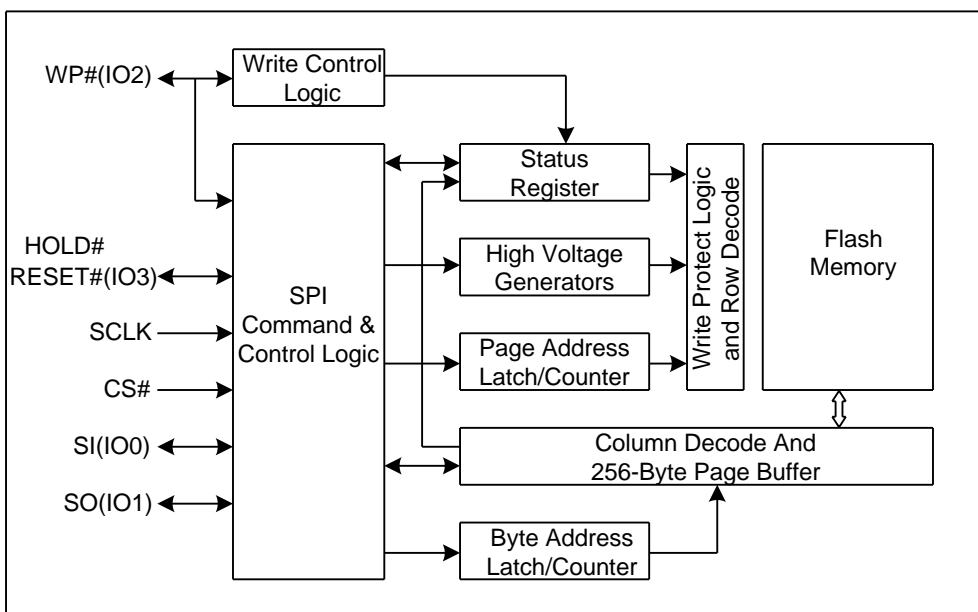 WP#(IO2)
Write Control
Logic
HOLD#
RESET#(IO3)
SCLK
CS#
SI(IO0)
SO(IO1)
SPI
Command &
Control Logic
Status
Register
High Voltage
Generators
Page Address
Latch/Counter
Write Protect Logic
and Row Decode
Flash
Memory
Column Decode And
256-Byte Page Buffer
Byte Address
Latch/Counter